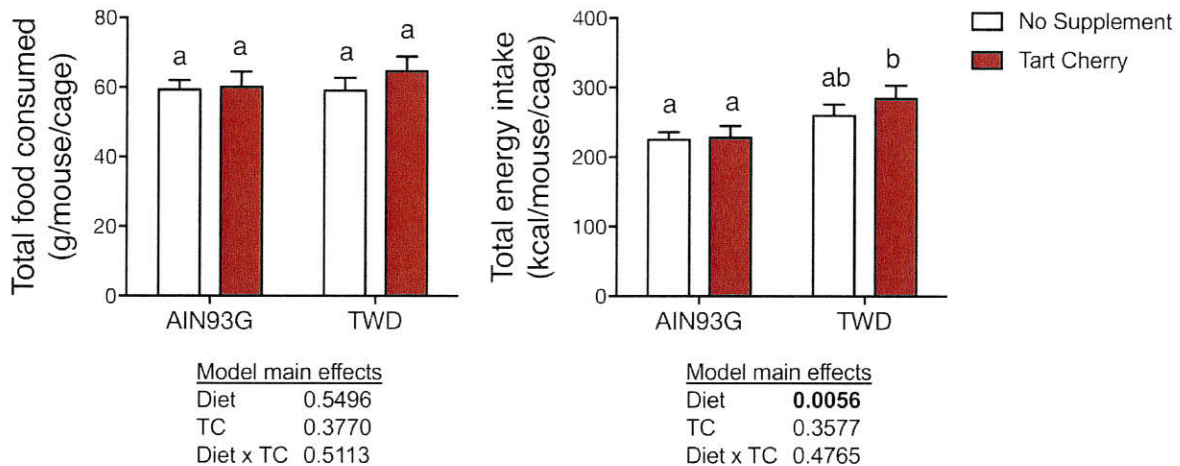 Total food consumed
(g/mouse/cage)
80
60
40
20
0
a
a
a
a
AIN93G
TWD
Model main effects
Diet 0.5496
TC 0.3770
Diet x TC 0.5113
Total energy intake
(kcal/mouse/cage)
400
300
200
100
0
a
a
ab
b
AIN93G
TWD
Model main effects
Diet 0.0056
TC 0.3577
Diet x TC 0.4765
No Supplement
Tart Cherry